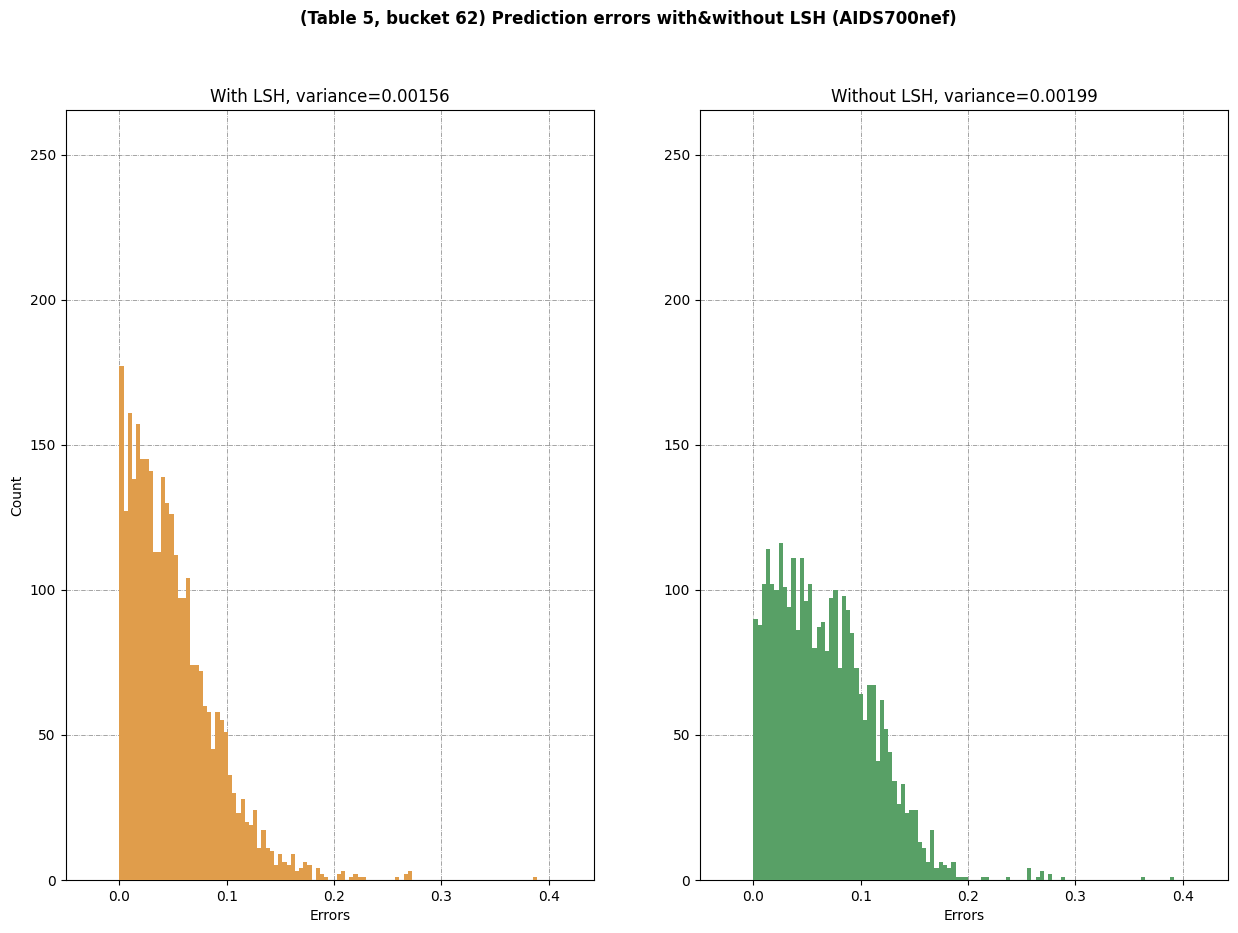 (Table 5, bucket 62) Prediction errors with&without LSH (AIDS700nef)
With LSH, variance=0.00156
250
200
150
100
50
0
Count
0.0 0.1 0.2 0.3 0.4
Errors
Without LSH, variance=0.00199
250
200
150
100
50
0
0.0 0.1 0.2 0.3 0.4
Errors